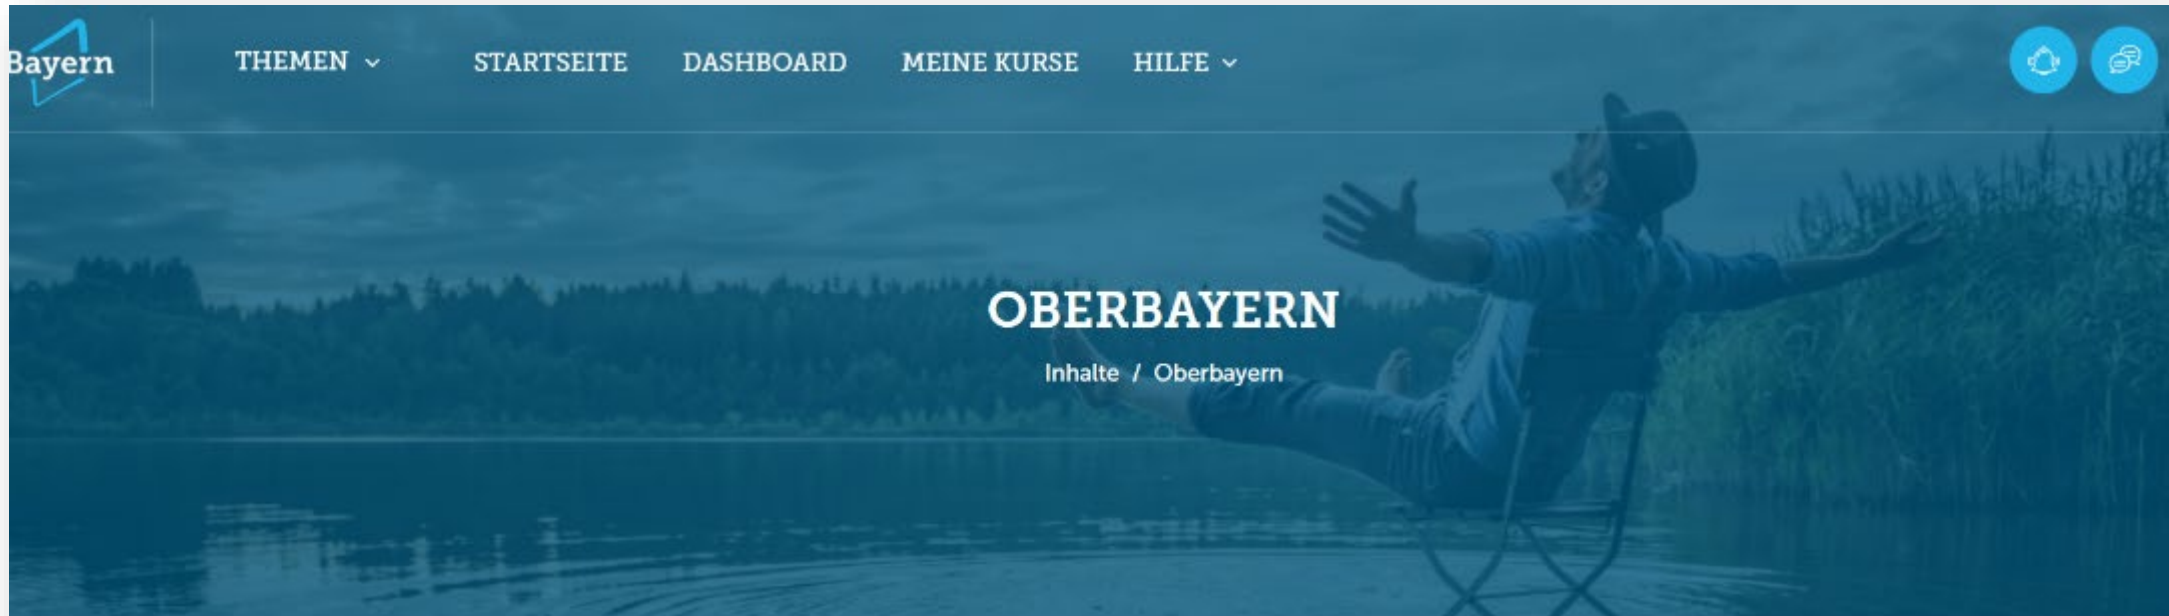 Bayern
THEMEN STARTSEITE DASHBOARD MEINE KURSE HILFE
OBERBAYERN
Inhalte / Oberbayern